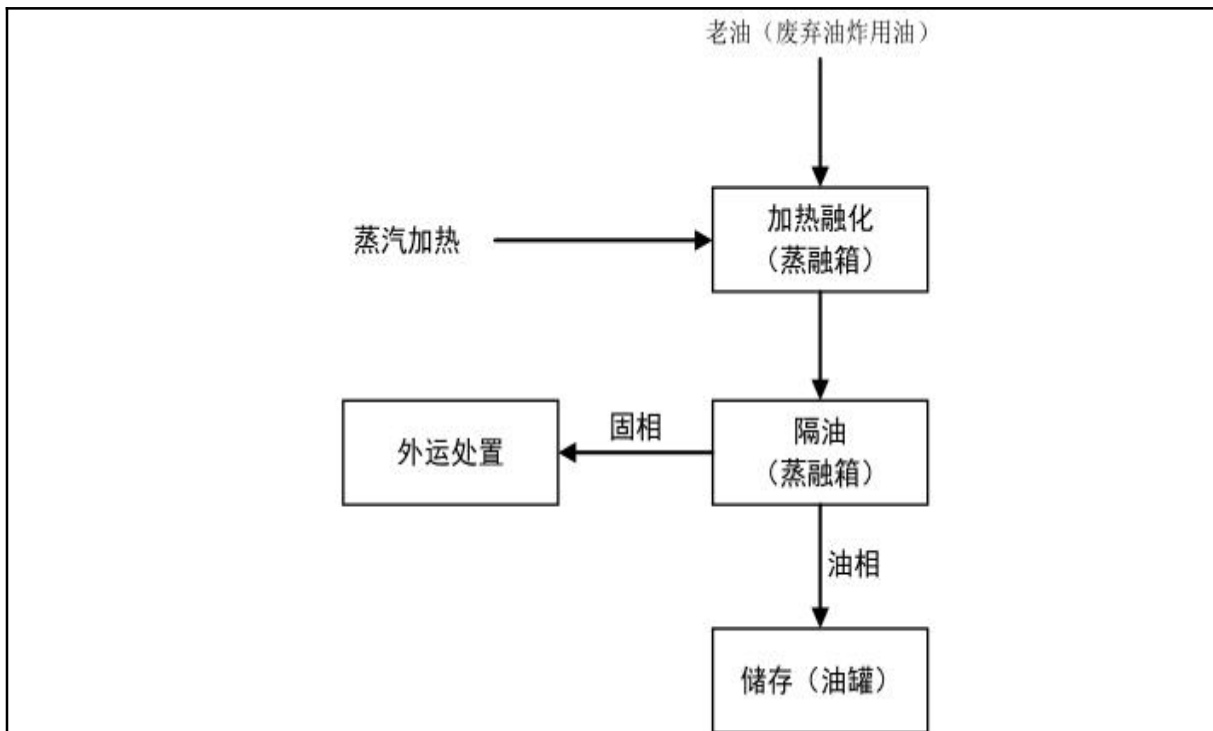 老油（废弃油炸用油）
加热融化
（蒸融箱）
蒸汽加热
隔油
（蒸融箱）
固相
外运处置
油相
储存（油罐）